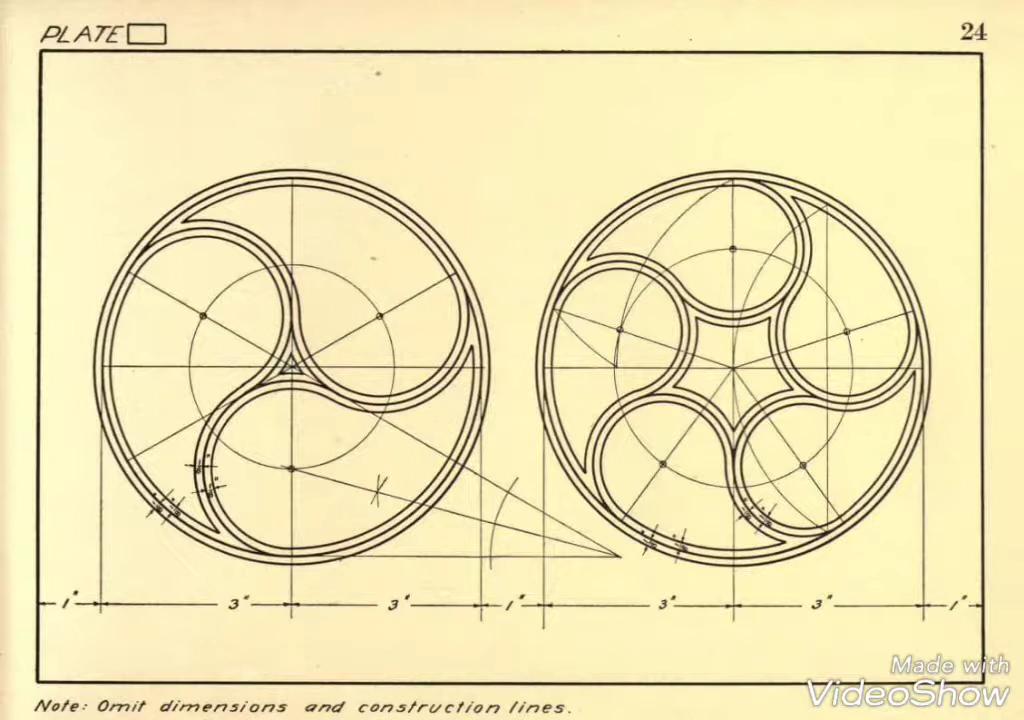 PLATE
24
1" 3" 3" 1" 3" 3" 1"
Note: Omit dimensions and construction lines.
Made with
VideoShow